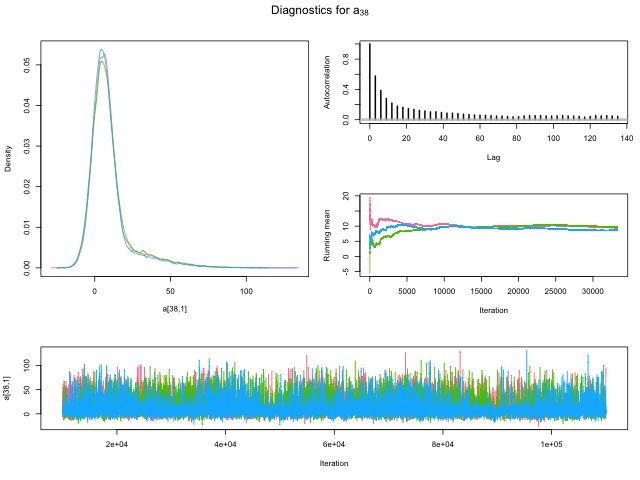 Diagnostics for a38
Density
0.00 0.01 0.02 0.03 0.04 0.05
0 50 100
a[38,1]
Autocorrelation
0.0 0.4 0.8
0 20 40 60 80 100 120 140
Lag
Running mean
-5 0 5 10 15 20
0 5000 10000 15000 20000 25000 30000
Iteration
a[38,1]
0 50 100
2e+04 4e+04 6e+04 8e+04 1e+05
Iteration